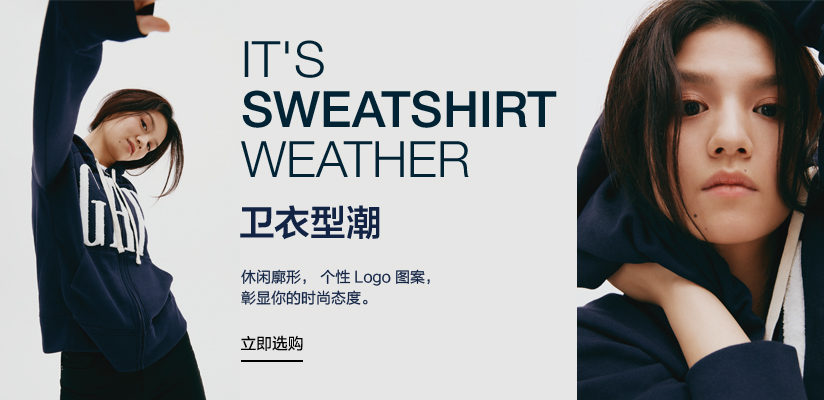 GAP
IT'S
SWEATSHIRT
WEATHER
卫衣型潮
休闲廓形， 个性 Logo 图案，
彰显你的时尚态度。
立即选购